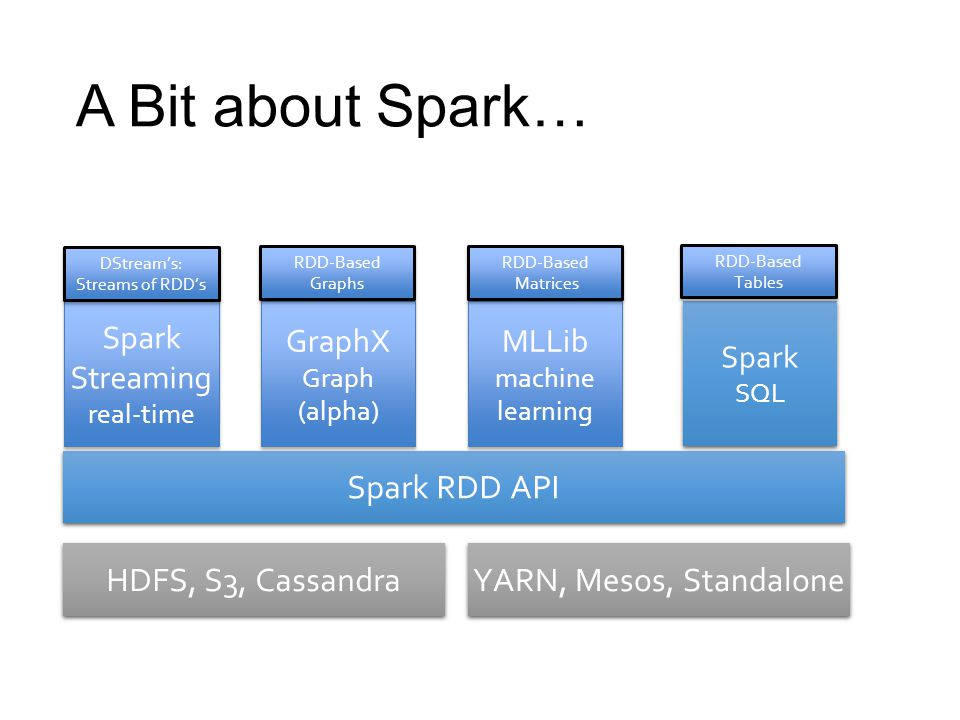 A Bit about Spark…
DStream's:
Streams of RDD's
Spark
Streaming
real-time
RDD-Based
Graphs
GraphX
Graph
(alpha)
RDD-Based
Matrices
MLLib
machine
learning
RDD-Based
Tables
Spark
SQL
Spark RDD API
HDFS, S3, Cassandra
YARN, Mesos, Standalone